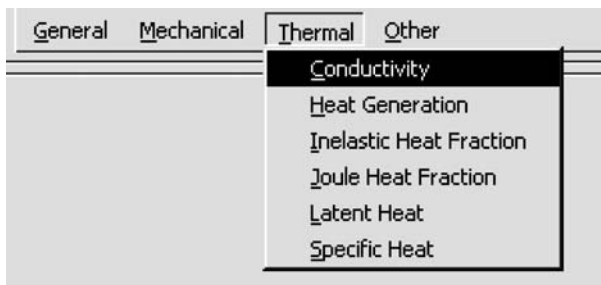 General Mechanical Thermal Other
Conductivity
Heat Generation
Inelastic Heat Fraction
Joule Heat Fraction
Latent Heat
Specific Heat